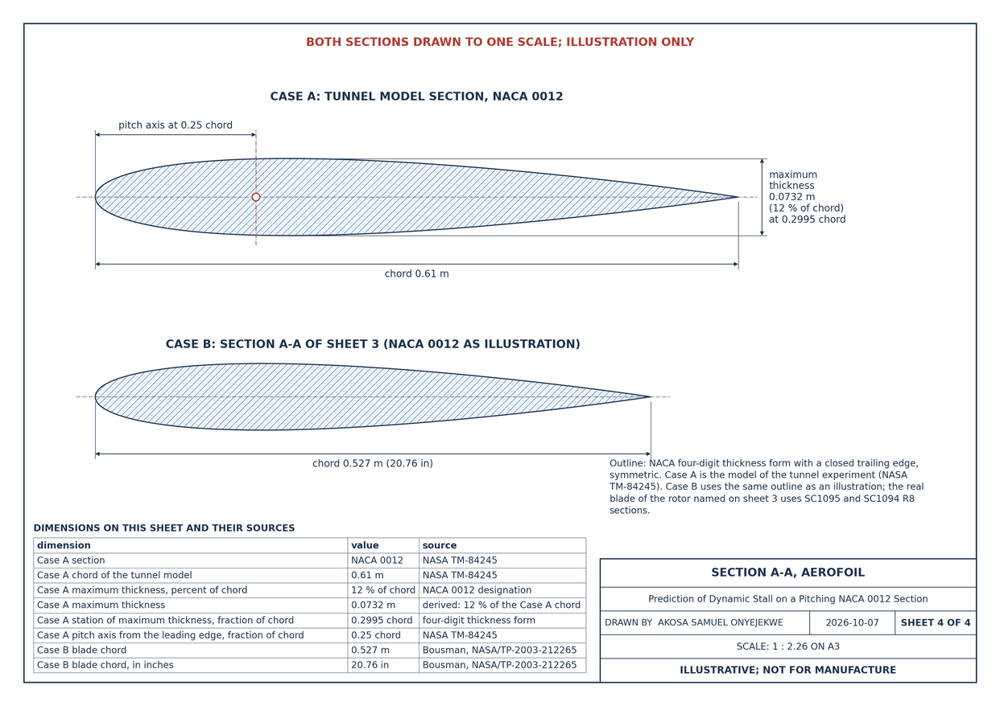 BOTH SECTIONS DRAWN TO ONE SCALE; ILLUSTRATION ONLY
CASE A: TUNNEL MODEL SECTION, NACA 0012
pitch axis at 0.25 chord
maximum
thickness
0.0732 m
(12 % of chord)
at 0.2995 chord
chord 0.61 m
CASE B: SECTION A-A OF SHEET 3 (NACA 0012 AS ILLUSTRATION)
chord 0.527 m (20.76 in)
Outline: NACA four-digit thickness form with a closed trailing edge,
symmetric. Case A is the model of the tunnel experiment (NASA
TM-84245). Case B uses the same outline as an illustration; the real
blade of the rotor named on sheet 3 uses SC1095 and SC1094 R8
sections.
DIMENSIONS ON THIS SHEET AND THEIR SOURCES
dimension value source
Case A section NACA 0012 NASA TM-84245
Case A chord of the tunnel model 0.61 m NASA TM-84245
Case A maximum thickness, percent of chord 12 % of chord NACA 0012 designation
Case A maximum thickness 0.0732 m derived: 12 % of the Case A chord
Case A station of maximum thickness, fraction of chord 0.2995 chord four-digit thickness form
Case A pitch axis from the leading edge, fraction of chord 0.25 chord NASA TM-84245
Case B blade chord 0.527 m Bousman, NASA/TP-2003-212265
Case B blade chord, in inches 20.76 in Bousman, NASA/TP-2003-212265
SECTION A-A, AEROFOIL
Prediction of Dynamic Stall on a Pitching NACA 0012 Section
DRAWN BY AKOSA SAMUEL ONYEJEKWE 2026-10-07 SHEET 4 OF 4
SCALE: 1 : 2.26 ON A3
ILLUSTRATIVE; NOT FOR MANUFACTURE